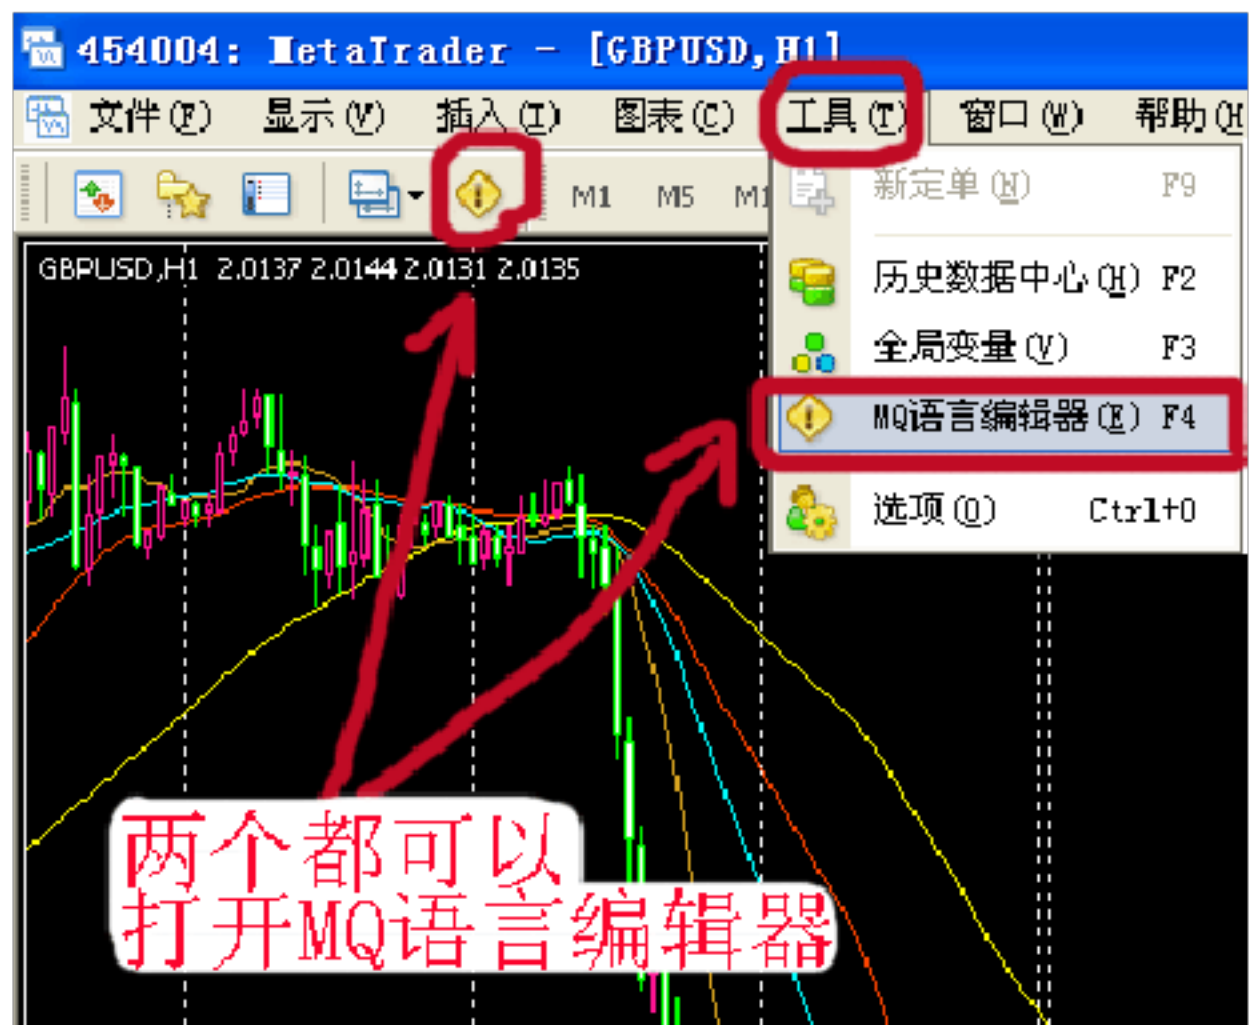 454004: MetaTrader - [GBPUSD,H1]
文件(F) 显示(V) 插入(I) 图表(C) 工具(T) 窗口(W) 帮助(H
M1 M5 M1
新定单(N) F9
历史数据中心(H) F2
全局变量(V) F3
MQ语言编辑器(E) F4
选项(O) Ctrl+O
GBPUSD,H1 2.0137 2.0144 2.0131 2.0135
两个都可以
打开MQ语言编辑器